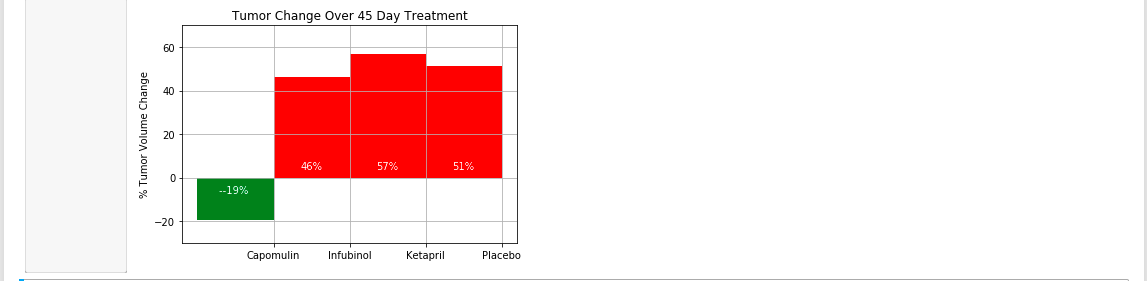 Tumor Change Over 45 Day Treatment
% Tumor Volume Change
60
40
20
0
−20
46%
57%
51%
--19%
Capomulin
Infubinol
Ketapril
Placebo